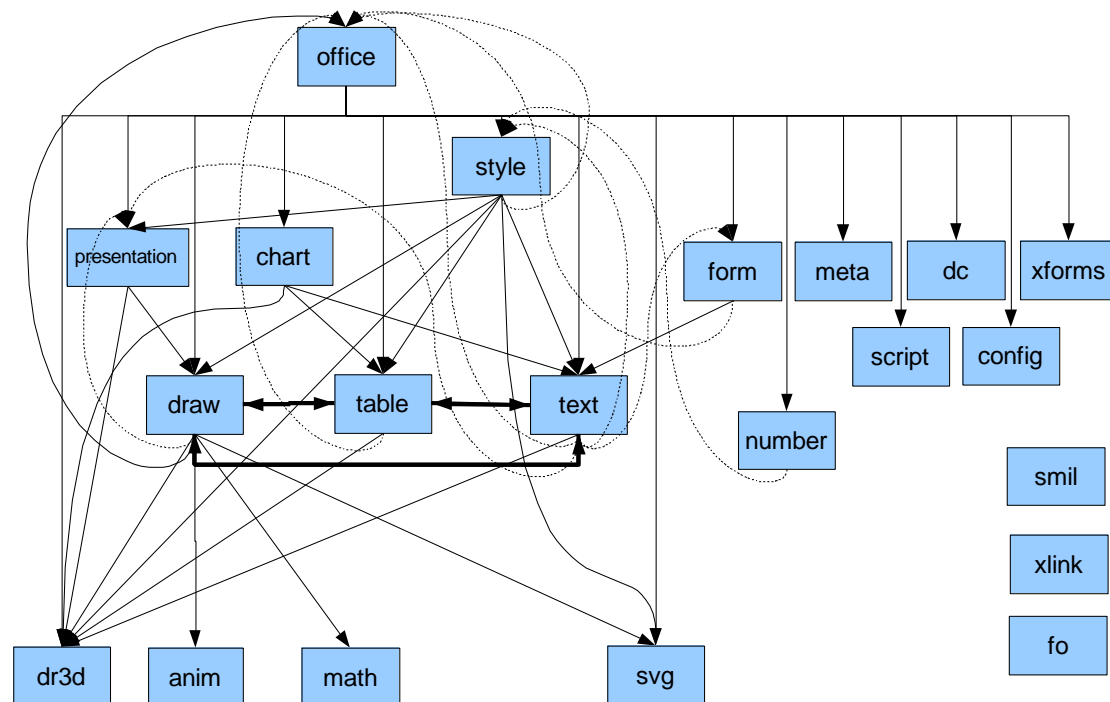 office
style
presentation
chart
form
meta
dc
xforms
script
config
draw
table
text
number
smil
xlink
fo
dr3d
anim
math
svg